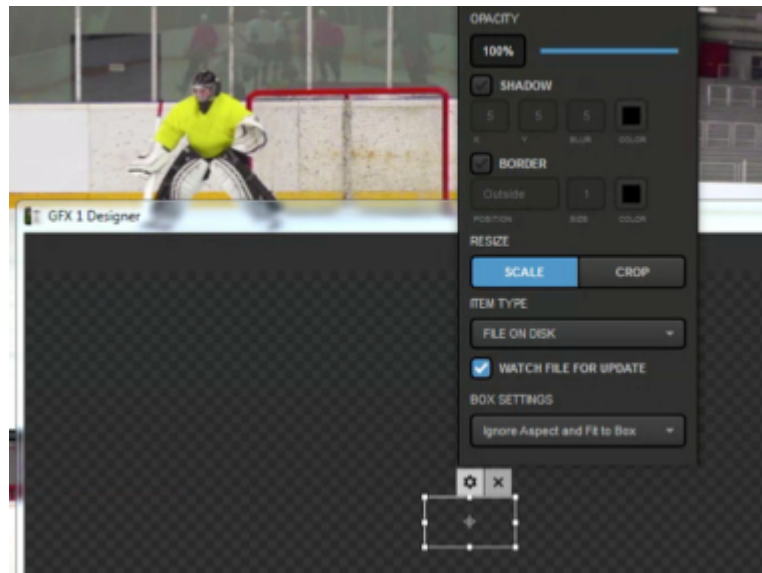 OPACITY
100%
SHADOW
5 5 5
X Y BLUR COLOR
BORDER
Outside 1
POSITION SIZE COLOR
GFX 1 Designer
RESIZE
SCALE CROP
ITEM TYPE
FILE ON DISK
WATCH FILE FOR UPDATE
BOX SETTINGS
Ignore Aspect and Fit to Box